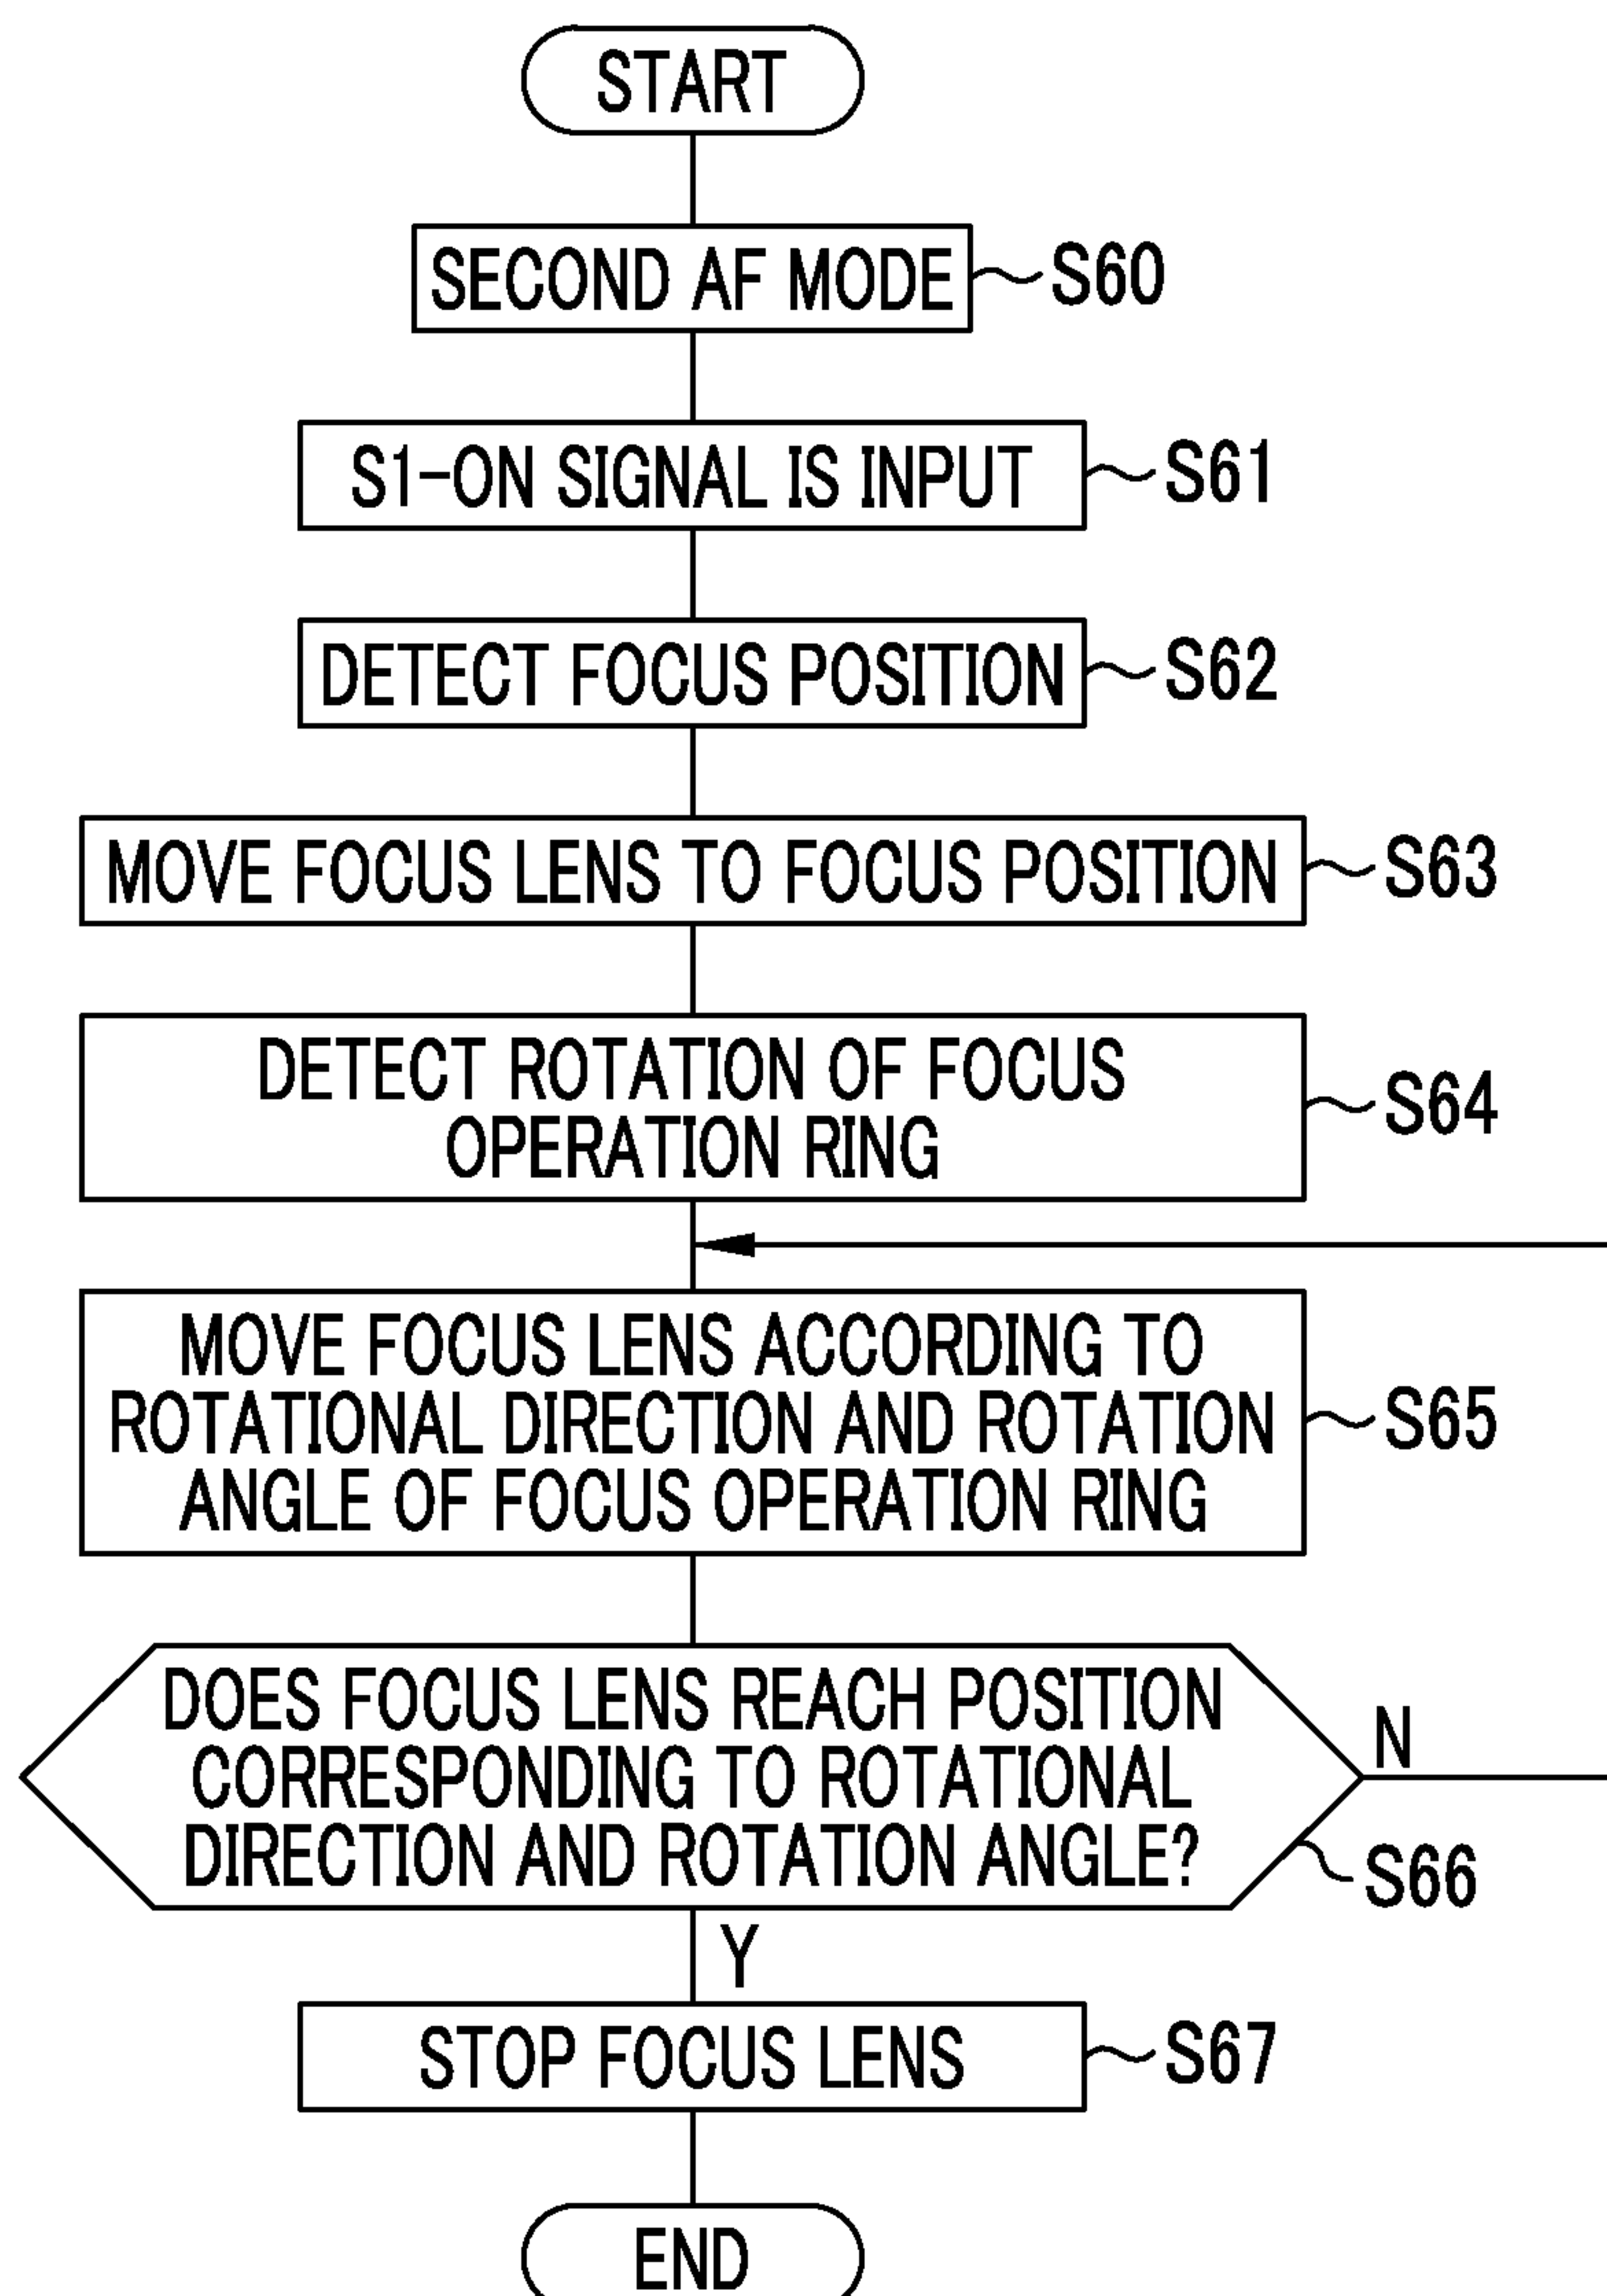 START
SECOND AF MODE
S60
S1-ON SIGNAL IS INPUT
S61
DETECT FOCUS POSITION
S62
MOVE FOCUS LENS TO FOCUS POSITION
S63
DETECT ROTATION OF FOCUS
OPERATION RING
S64
MOVE FOCUS LENS ACCORDING TO
ROTATIONAL DIRECTION AND ROTATION
ANGLE OF FOCUS OPERATION RING
S65
DOES FOCUS LENS REACH POSITION
CORRESPONDING TO ROTATIONAL
DIRECTION AND ROTATION ANGLE?
N
S66
Y
STOP FOCUS LENS
S67
END